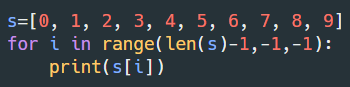 s=[0, 1, 2, 3, 4, 5, 6, 7, 8, 9]
for i in range(len(s)-1,-1,-1):
    print(s[i])